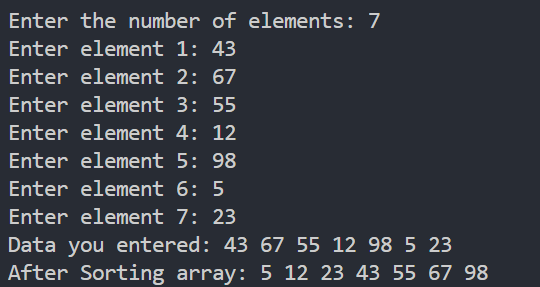 Enter the number of elements: 7
Enter element 1: 43
Enter element 2: 67
Enter element 3: 55
Enter element 4: 12
Enter element 5: 98
Enter element 6: 5
Enter element 7: 23
Data you entered: 43 67 55 12 98 5 23
After Sorting array: 5 12 23 43 55 67 98